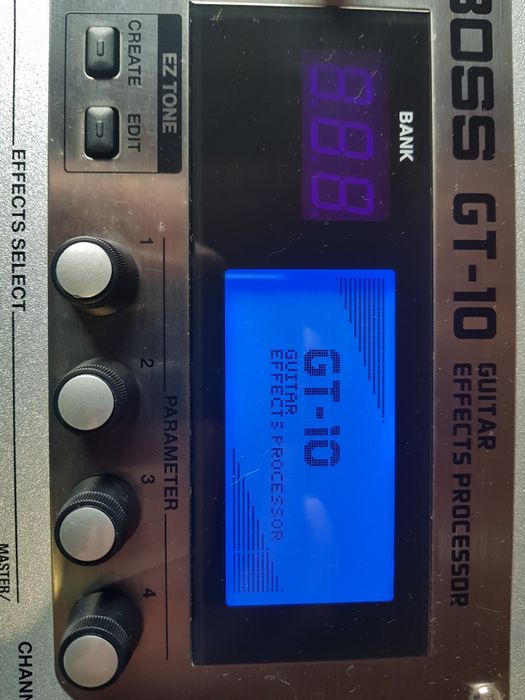 BOSS GT-10 GUITAR
EFFECTS PROCESSOR
BANK
8.8.8.
GT-10
GUITAR
EFFECTS PROCESSOR
EZ TONE
CREATE EDIT
1 2 3 4
PARAMETER
EFFECTS SELECT
MASTER/